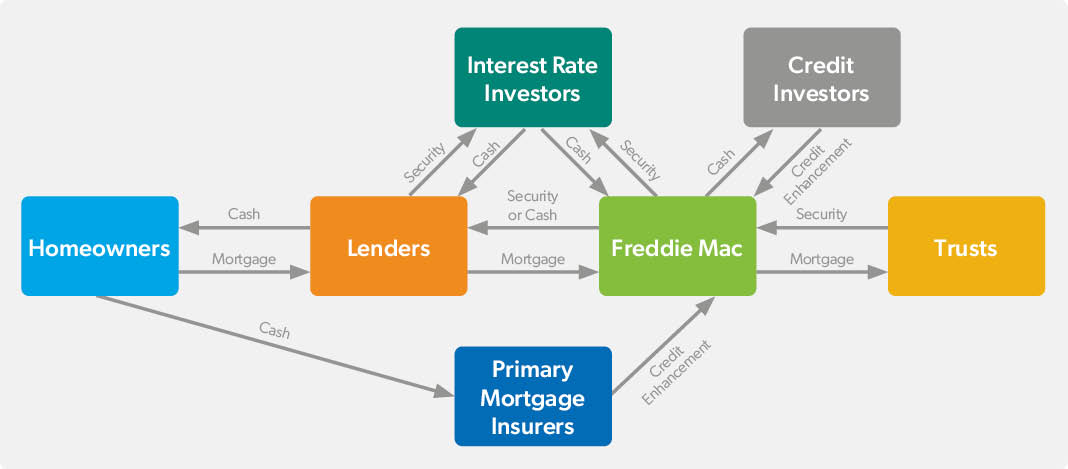 Interest Rate
Investors
Credit
Investors
Security
Cash
Cash
Security
Cash
Credit
Enhancement
Homeowners
Cash
Mortgage
Lenders
Security
or Cash
Mortgage
Freddie Mac
Security
Mortgage
Trusts
Cash
Primary
Mortgage
Insurers
Credit
Enhancement